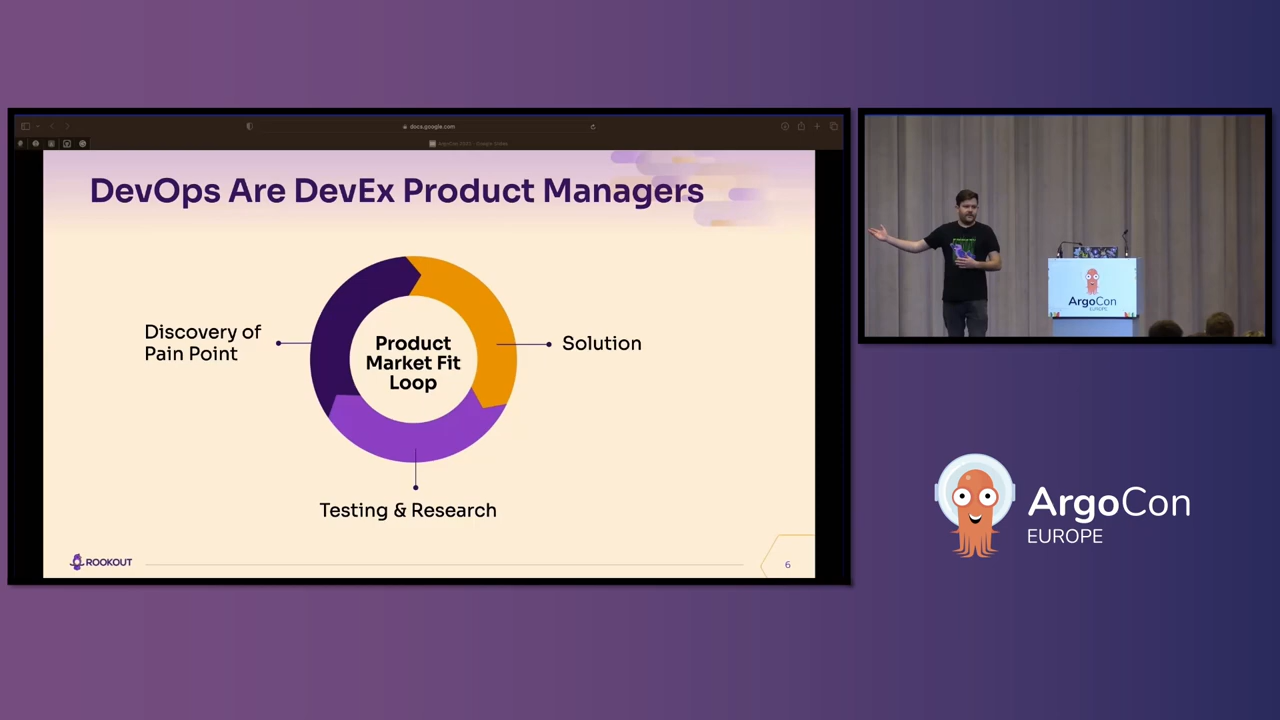 docs.google.com
DevOps Are DevEx Product Managers
Discovery of
Pain Point
Product
Market Fit
Loop
Solution
Testing & Research
ROOKOUT
6
ArgoCon
EUROPE
ArgoCon
EUROPE